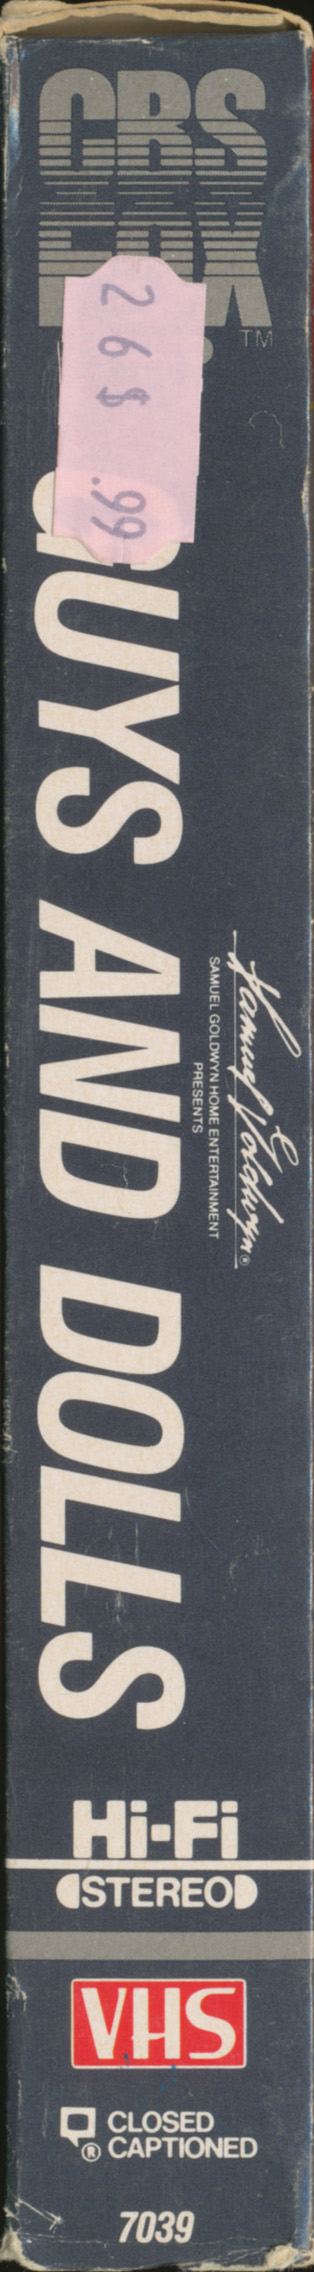 CBS
FOX
TM
26$ .99
GUYS AND DOLLS
Samuel Goldwyn®
SAMUEL GOLDWYN HOME ENTERTAINMENT
PRESENTS
Hi-Fi
STEREO
VHS
® CLOSED
CAPTIONED
7039